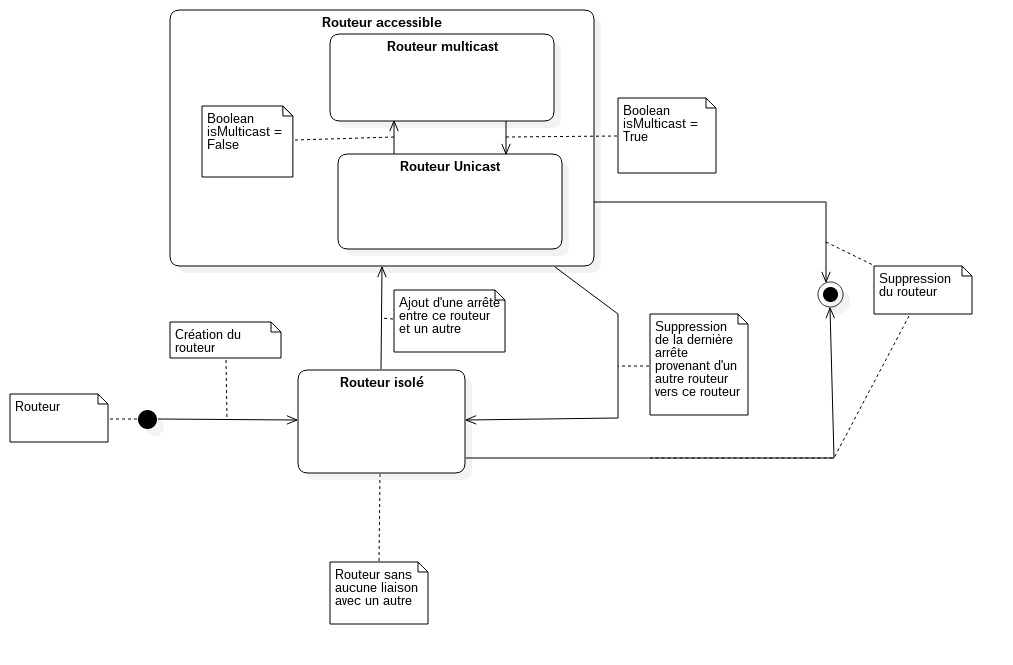 Routeur accessible
Routeur multicast
Boolean
isMulticast =
False
Boolean
isMulticast =
True
Routeur Unicast
Suppression
du routeur
Ajout d'une arrête
entre ce routeur
et un autre
Création du
routeur
Suppression
de la dernière
arrête
provenant d'un
autre routeur
vers ce routeur
Routeur isolé
Routeur
Routeur sans
aucune liaison
avec un autre